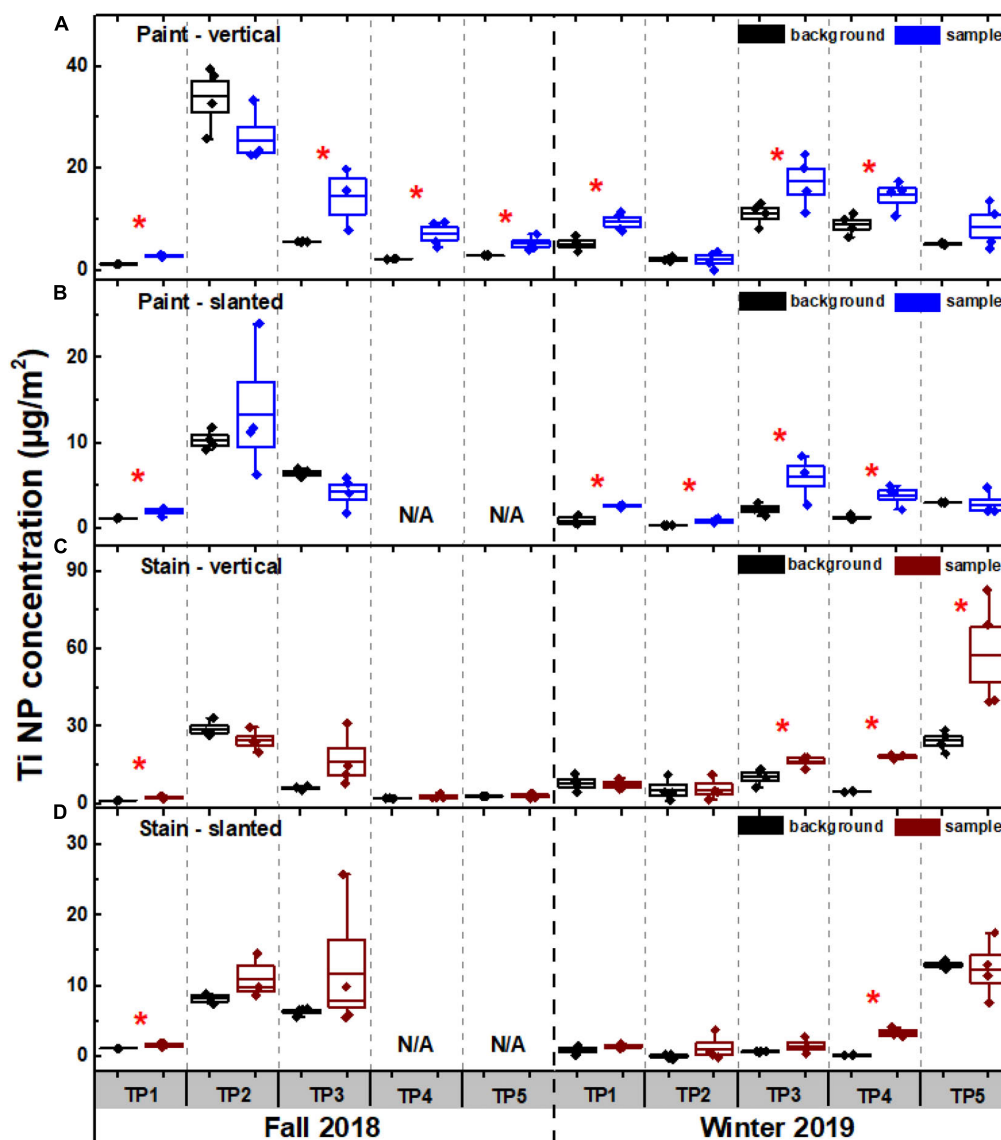 A
Paint - vertical
background
sample
*
*
*
*
*
*
40
20
0
B
Paint - slanted
background
sample
*
*
*
*
*
N/A
N/A
20
10
0
C
Stain - vertical
background
sample
*
*
*
*
90
60
30
0
D
Stain - slanted
background
sample
*
*
N/A
N/A
30
20
10
0
Ti NP concentration (µg/m²)
TP1 TP2 TP3 TP4 TP5 TP1 TP2 TP3 TP4 TP5
Fall 2018 Winter 2019